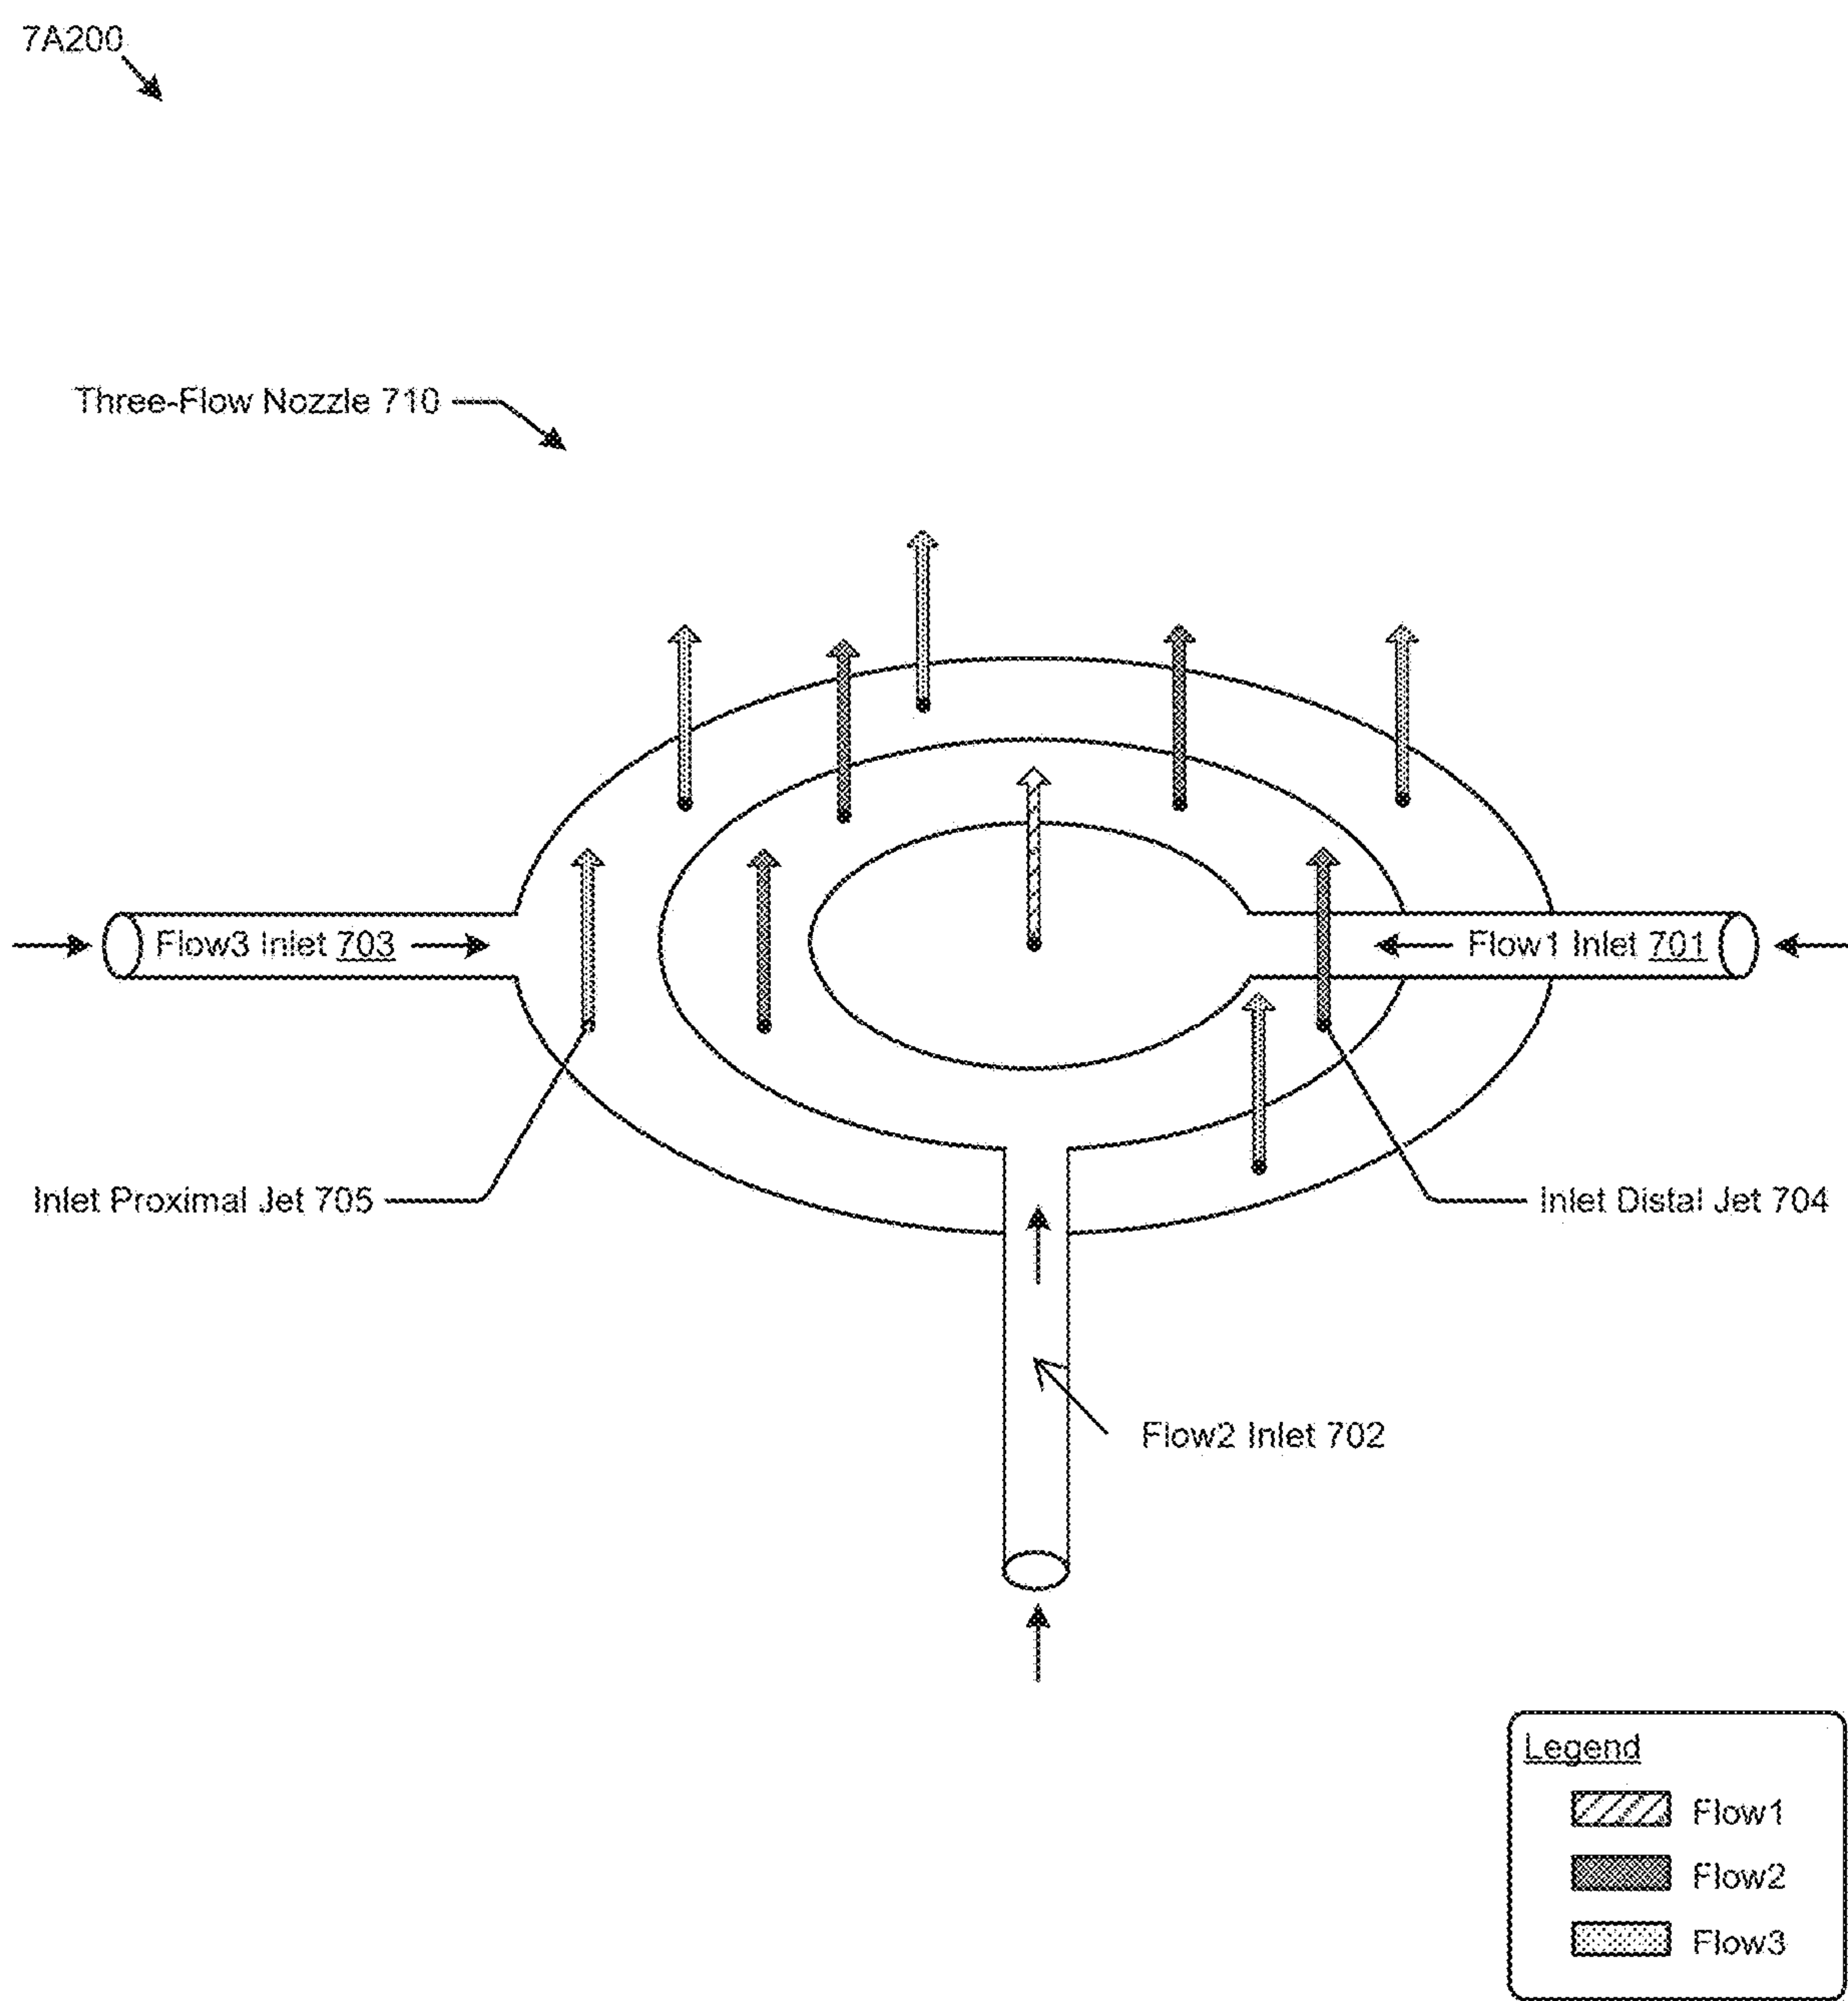 7A200
Three-Flow Nozzle 710
Flow3 Inlet 703
Flow1 Inlet 701
Inlet Proximal Jet 705
Inlet Distal Jet 704
Flow2 Inlet 702
Legend
Flow1
Flow2
Flow3